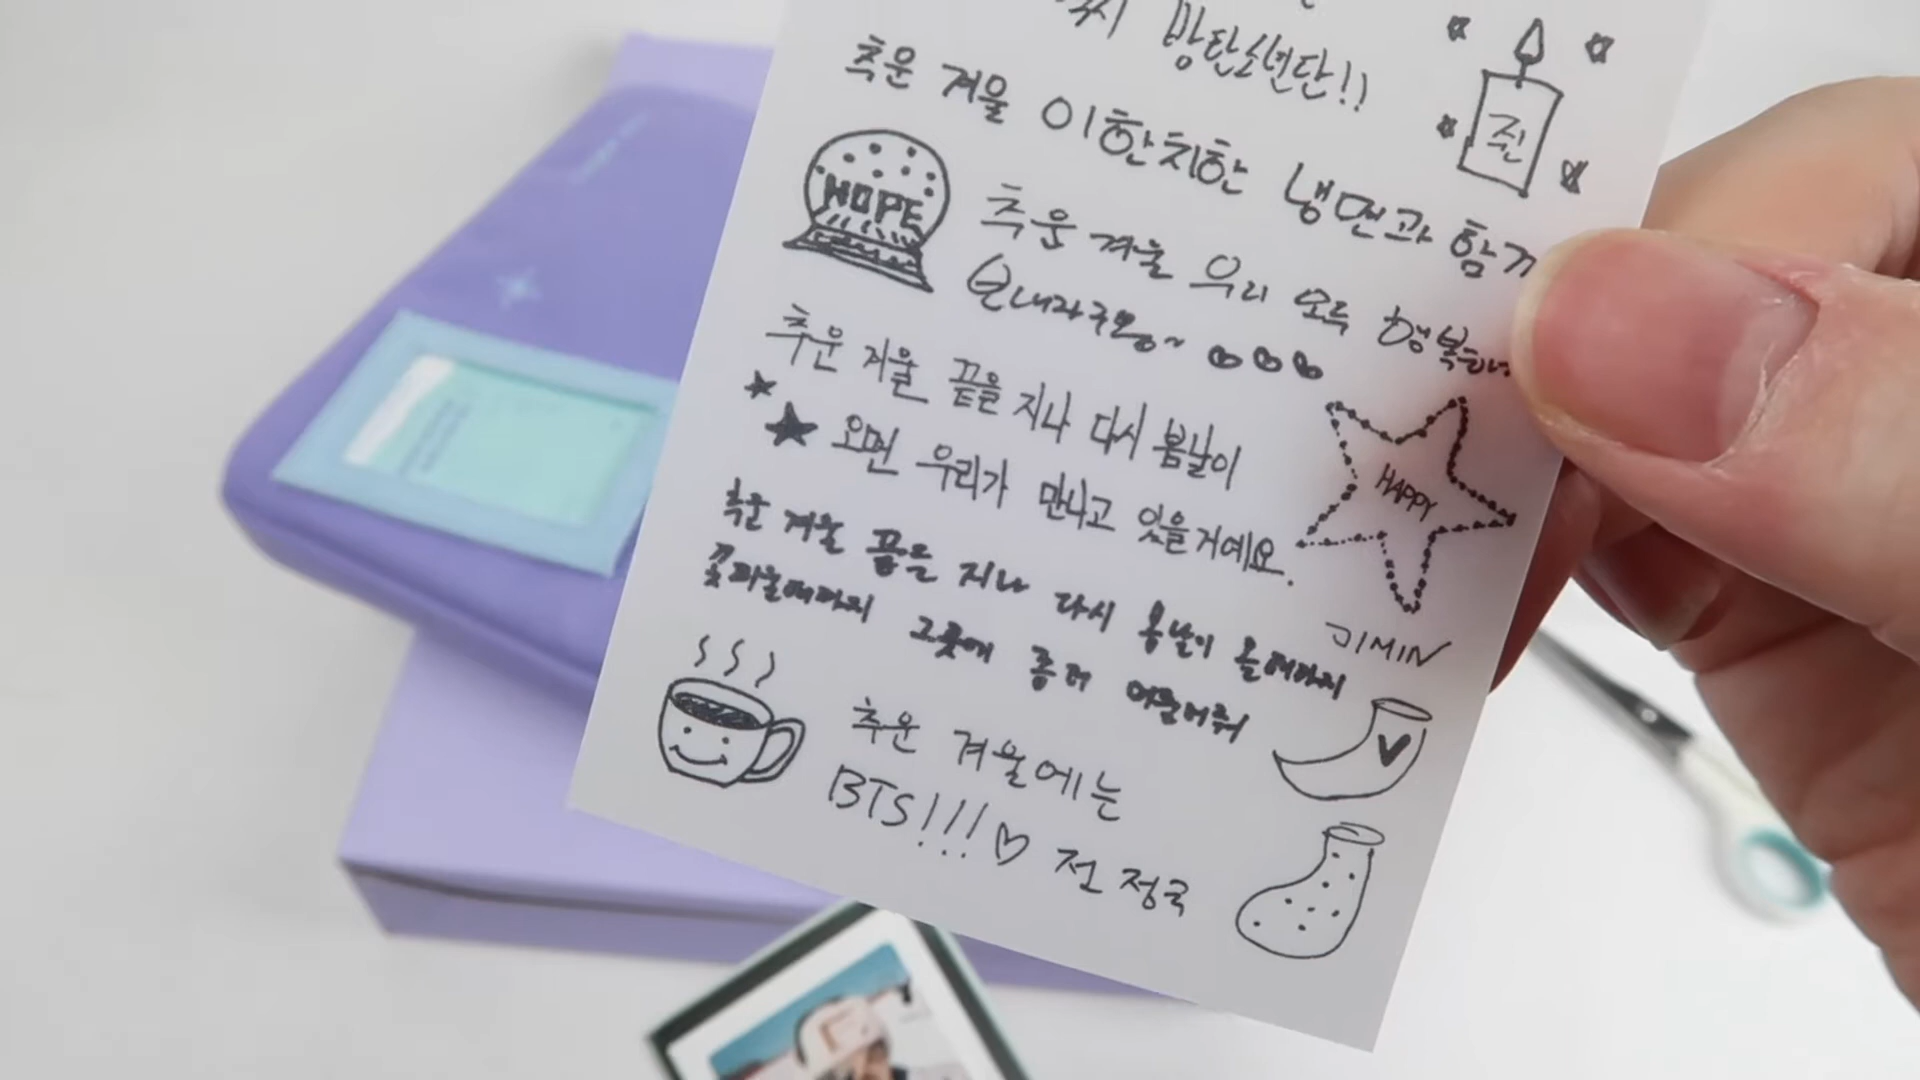 방탄소년단!!
진
추운 겨울 이한치한 냉면과 함께
HOPE
추운 겨울 우리 모두 행복하게
보내자구요~
추운 겨울 끝을 지나 다시 봄날이
오면 우리가 만나고 있을거예요.
HAPPY
JIMIN
추운 겨울 끝을 지나 다시 봄날이 올때까지
꽃피울때까지 그곳에 좀더 머물러줘
추운 겨울에는
BTS!!!♡ 전 정국